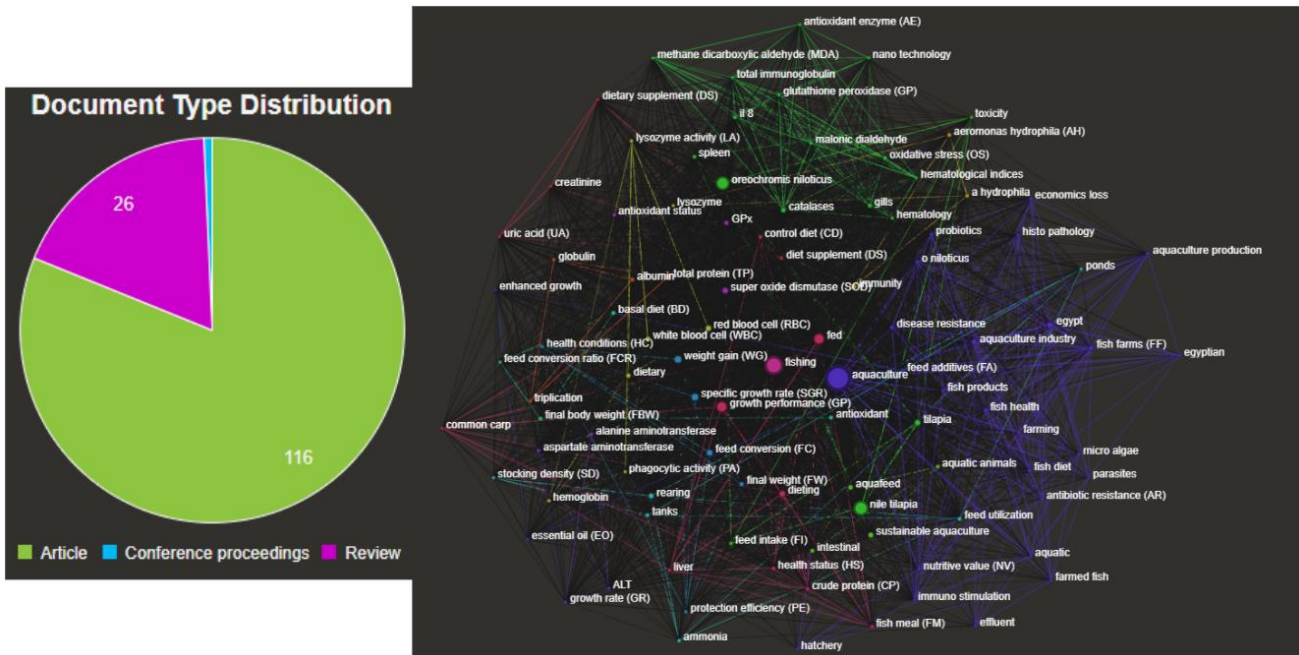 Document Type Distribution
26
116
Article
Conference proceedings
Review
antioxidant enzyme (AE)
methane dicarboxylic aldehyde (MDA)
nano technology
total immunoglobulin
dietary supplement (DS)
glutathione peroxidase (GP)
il 8
toxicity
lysozyme activity (LA)
malonic dialdehyde
aeromonas hydrophila (AH)
spleen
oxidative stress (OS)
creatinine
oreochromis niloticus
hematological indices
a hydrophila
economics loss
lysozyme
catalases
gills
antioxidant status
GPx
hematology
uric acid (UA)
control diet (CD)
probiotics
histo pathology
globulin
diet supplement (DS)
o niloticus
aquaculture production
ponds
albumin
total protein (TP)
enhanced growth
super oxidase dismutase (SOD)
immunity
basal diet (BD)
red blood cell (RBC)
disease resistance
egypt
health conditions (HC)
white blood cell (WBC)
fed
aquaculture industry
fish farms (FF)
feed conversion ratio (FCR)
weight gain (WG)
fishing
egyptian
dietary
aquaculture
feed additives (FA)
fish products
triplication
specific growth rate (SGR)
growth performance (GP)
fish health
final body weight (FBW)
antioxidant
tilapia
common carp
alanine aminotransferase
farming
aspartate aminotransferase
feed conversion (FC)
micro algae
stocking density (SD)
phagocytic activity (PA)
aquatic animals
fish diet
parasites
final weight (FW)
aquafeed
hemoglobin
rearing
dieting
antibiotic resistance (AR)
tanks
nile tilapia
feed utilization
essential oil (EO)
sustainable aquaculture
feed intake (FI)
intestinal
aquatic
liver
health status (HS)
nutritive value (NV)
farmed fish
ALT
crude protein (CP)
growth rate (GR)
immuno stimulation
protection efficiency (PE)
fish meal (FM)
effluent
ammonia
hatchery